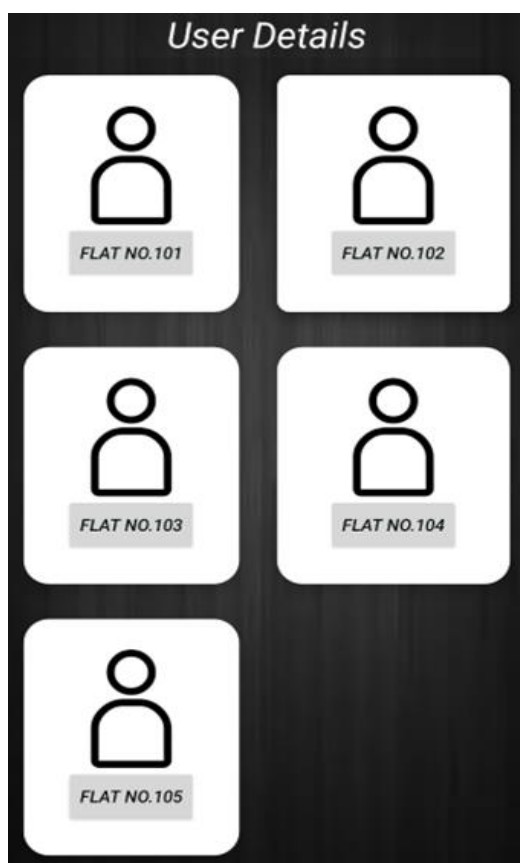 User Details
FLAT NO.101
FLAT NO.102
FLAT NO.103
FLAT NO.104
FLAT NO.105